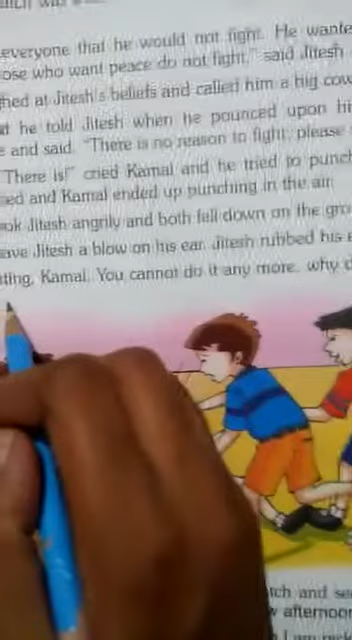 everyone that he would not fight. He wante
ose who want peace do not fight," said Jitesh
ghed at Jitesh's beliefs and called him a big cow
he told Jitesh when he pounced upon hi
e and said. "There is no reason to fight, please
"There is!" cried Kamal and he tried to punch
sed and Kamal ended up punching in the air.
ok Jitesh angrily and both fell down on the gro
ave Jitesh a blow on his ear. Jitesh rubbed his e
ting, Kamal. You cannot do it any more. why d
tch and se
w afternoon